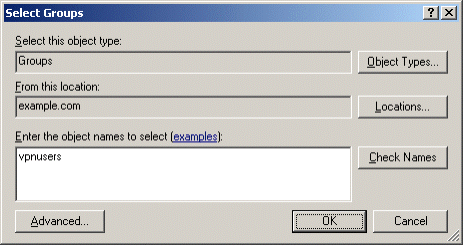 Select Groups
Select this object type:
Groups
Object Types...
From this location:
example.com
Locations...
Enter the object names to select (examples):
vpnusers
Check Names
Advanced...
OK
Cancel